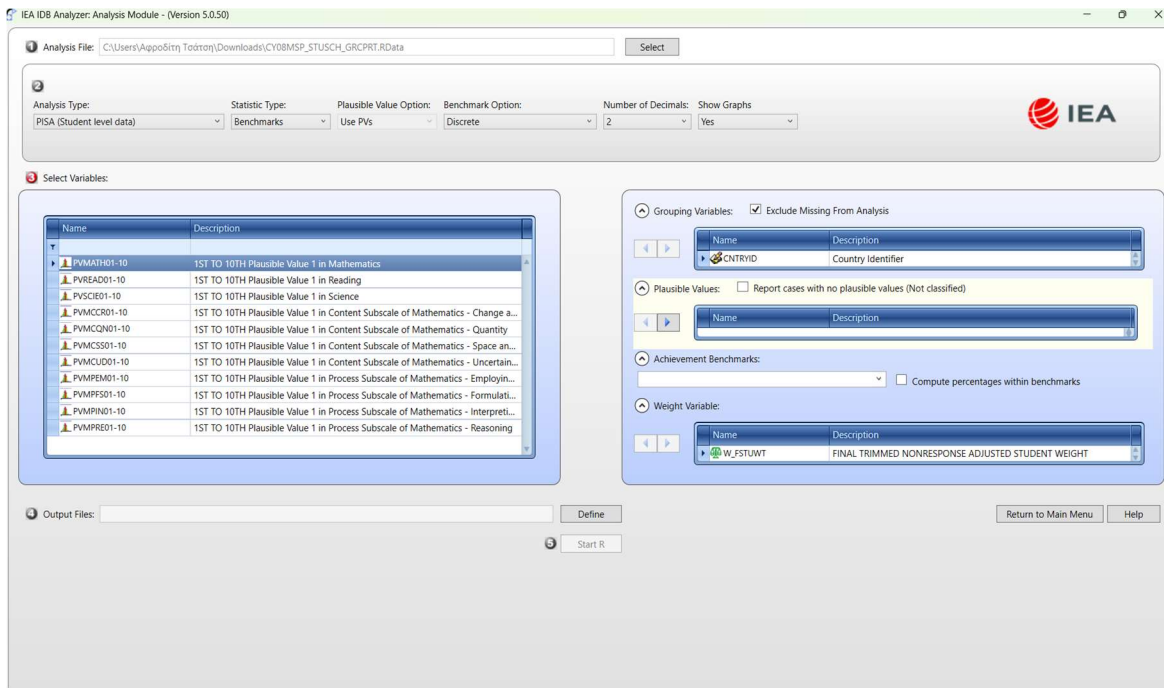 IEA IDB Analyzer: Analysis Module - (Version 5.0.50)
1 Analysis File: C:\Users\Αφροδίτη Τσάτση\Downloads\CY08MSP_STUSCH_GRCPRT.RData Select
2
Analysis Type: Statistic Type: Plausible Value Option: Benchmark Option: Number of Decimals: Show Graphs
PISA (Student level data) Benchmarks Use PVs Discrete 2 Yes
IEA
3 Select Variables:
Name Description
PVMATH01-10 1ST TO 10TH Plausible Value 1 in Mathematics
PVREAD01-10 1ST TO 10TH Plausible Value 1 in Reading
PVSCIE01-10 1ST TO 10TH Plausible Value 1 in Science
PVMCCR01-10 1ST TO 10TH Plausible Value 1 in Content Subscale of Mathematics - Change a...
PVMCQN01-10 1ST TO 10TH Plausible Value 1 in Content Subscale of Mathematics - Quantity
PVMCSS01-10 1ST TO 10TH Plausible Value 1 in Content Subscale of Mathematics - Space an...
PVMCUD01-10 1ST TO 10TH Plausible Value 1 in Content Subscale of Mathematics - Uncertain...
PVMPEM01-10 1ST TO 10TH Plausible Value 1 in Process Subscale of Mathematics - Employin...
PVMPFS01-10 1ST TO 10TH Plausible Value 1 in Process Subscale of Mathematics - Formulati...
PVMPIN01-10 1ST TO 10TH Plausible Value 1 in Process Subscale of Mathematics - Interpreti...
PVMPRE01-10 1ST TO 10TH Plausible Value 1 in Process Subscale of Mathematics - Reasoning
Grouping Variables: Exclude Missing From Analysis
Name Description
CNTRYID Country Identifier
Plausible Values: Report cases with no plausible values (Not classified)
Name Description
Achievement Benchmarks:
Compute percentages within benchmarks
Weight Variable:
Name Description
W_FSTUWT FINAL TRIMMED NONRESPONSE ADJUSTED STUDENT WEIGHT
4 Output Files: Define Return to Main Menu Help
5 Start R